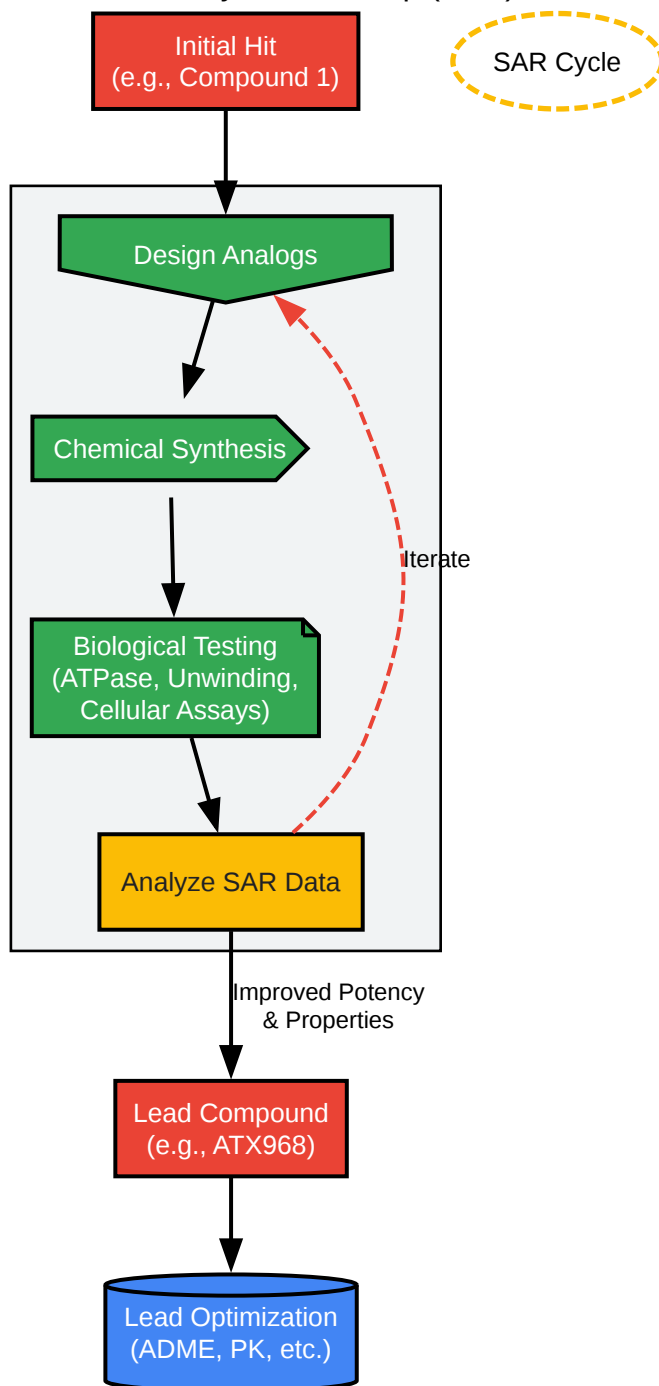 Initial Hit
(e.g., Compound 1)
SAR Cycle
Design Analogs
Chemical Synthesis
Iterate
Biological Testing
(ATPase, Unwinding,
Cellular Assays)
Analyze SAR Data
Improved Potency
& Properties
Lead Compound
(e.g., ATX968)
Lead Optimization
(ADME, PK, etc.)